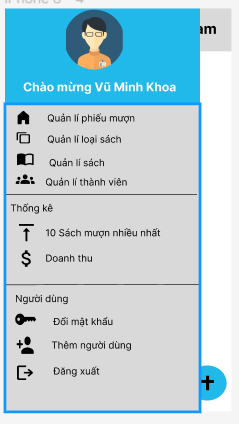 Chào mừng Vũ Minh Khoa
Quản lí phiếu mượn
Quản lí loại sách
Quản lí sách
Quản lí thành viên
Thống kê
10 Sách mượn nhiều nhất
Doanh thu
Người dùng
Đổi mật khẩu
Thêm người dùng
Đăng xuất